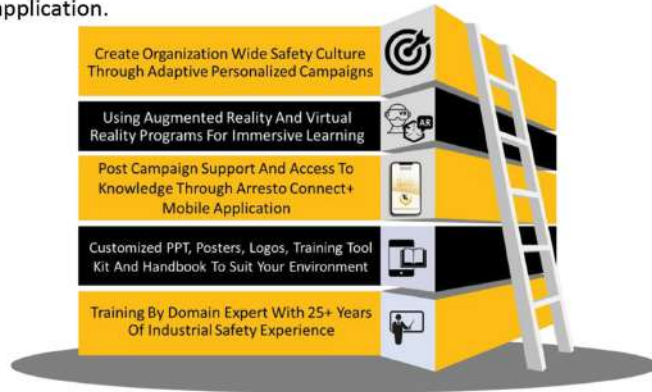 application.
Create Organization Wide Safety Culture
Through Adaptive Personalized Campaigns
Using Augmented Reality And Virtual
Reality Programs For Immersive Learning
AR
Post Campaign Support And Access To
Knowledge Through Arresto Connect+
Mobile Application
Customized PPT, Posters, Logos, Training Tool
Kit And Handbook To Suit Your Environment
Training By Domain Expert With 25+ Years
Of Industrial Safety Experience